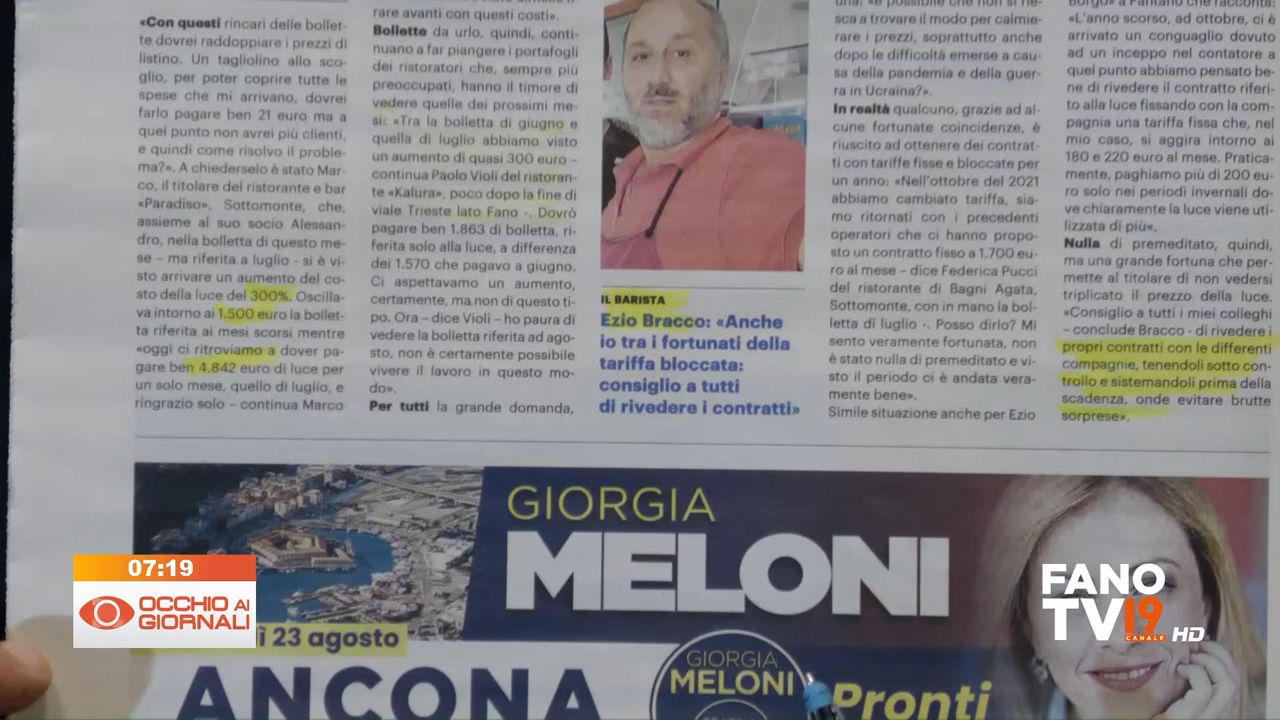 «Con questi rincari delle bollet-
te dovrei raddoppiare i prezzi di
listino. Un tagliolino allo sco-
glio, per poter coprire tutte le
spese che mi arrivano, dovrei
farlo pagare ben 21 euro ma a
quel punto non avrei più clienti,
e quindi come risolvo il proble-
ma?». A chiederselo è stato Mar-
co, il titolare del ristorante e bar
«Paradiso», Sottomonte, che,
assieme al suo socio Alessan-
dro, nella bolletta di questo me-
se – ma riferita a luglio - si è vi-
sto arrivare un aumento del co-
sto della luce del 300%. Oscilla-
va intorno ai 1.500 euro la bollet-
ta riferita ai mesi scorsi mentre
«oggi ci ritroviamo a dover pa-
gare ben 4.842 euro di luce per
un solo mese, quello di luglio, e
ringrazio solo – continua Marco
rare avanti con questi costi».
Bollette da urlo, quindi, conti-
nuano a far piangere i portafogli
dei ristoratori che, sempre più
preoccupati, hanno il timore di
vedere quelle dei prossimi me-
si: «Tra la bolletta di giugno e
quella di luglio abbiamo visto
un aumento di quasi 300 euro –
continua Paolo Violi del ristoran-
te «Kalura», poco dopo la fine di
viale Trieste lato Fano -. Dovrò
pagare ben 1.863 di bolletta, ri-
ferita solo alla luce, a differenza
dei 1.570 che pagavo a giugno.
Ci aspettavamo un aumento,
certamente, ma non di questo ti-
po. Ora – dice Violi – ho paura di
vedere la bolletta riferita ad ago-
sto, non è certamente possibile
vivere il lavoro in questo mo-
do».
Per tutti la grande domanda,
IL BARISTA
Ezio Bracco: «Anche
io tra i fortunati della
tariffa bloccata:
consiglio a tutti
di rivedere i contratti»
sca a trovare il modo per calmie-
rare i prezzi, soprattutto anche
dopo le difficoltà emerse a cau-
sa della pandemia e della guer-
ra in Ucraina?».
In realtà qualcuno, grazie ad al-
cune fortunate coincidenze, è
riuscito ad ottenere dei contrat-
ti con tariffe fisse e bloccate per
un anno: «Nell'ottobre del 2021
abbiamo cambiato tariffa, sia-
mo ritornati con i precedenti
operatori che ci hanno propo-
sto un contratto fisso a 1.700 eu-
ro al mese – dice Federica Pucci
del ristorante di Bagni Agata,
Sottomonte, con in mano la bol-
letta di luglio -. Posso dirlo? Mi
sento veramente fortunata, non
è stato nulla di premeditato e vi-
sto il periodo ci è andata vera-
mente bene».
Simile situazione anche per Ezio
«L'anno scorso, ad ottobre, ci è
arrivato un conguaglio dovuto
ad un inceppo nel contatore a
quel punto abbiamo pensato be-
ne di rivedere il contratto riferi-
to alla luce fissando con la com-
pagnia una tariffa fissa che, nel
mio caso, si aggira intorno ai
180 e 220 euro al mese. Pratica-
mente, paghiamo più di 200 eu-
ro solo nei periodi invernali do-
ve chiaramente la luce viene uti-
lizzata di più».
Nulla di premeditato, quindi,
ma una grande fortuna che per-
mette al titolare di non vedersi
triplicato il prezzo della luce.
«Consiglio a tutti i miei colleghi
– conclude Bracco - di rivedere i
propri contratti con le differenti
compagnie, tenendoli sotto con-
trollo e sistemandoli prima della
scadenza, onde evitare brutte
sorprese».
GIORGIA
MELONI
ì 23 agosto
ANCONA
GIORGIA
MELONI
Pronti
07:19
OCCHIO AI
GIORNALI
FANO
TV19
CANALE
HD